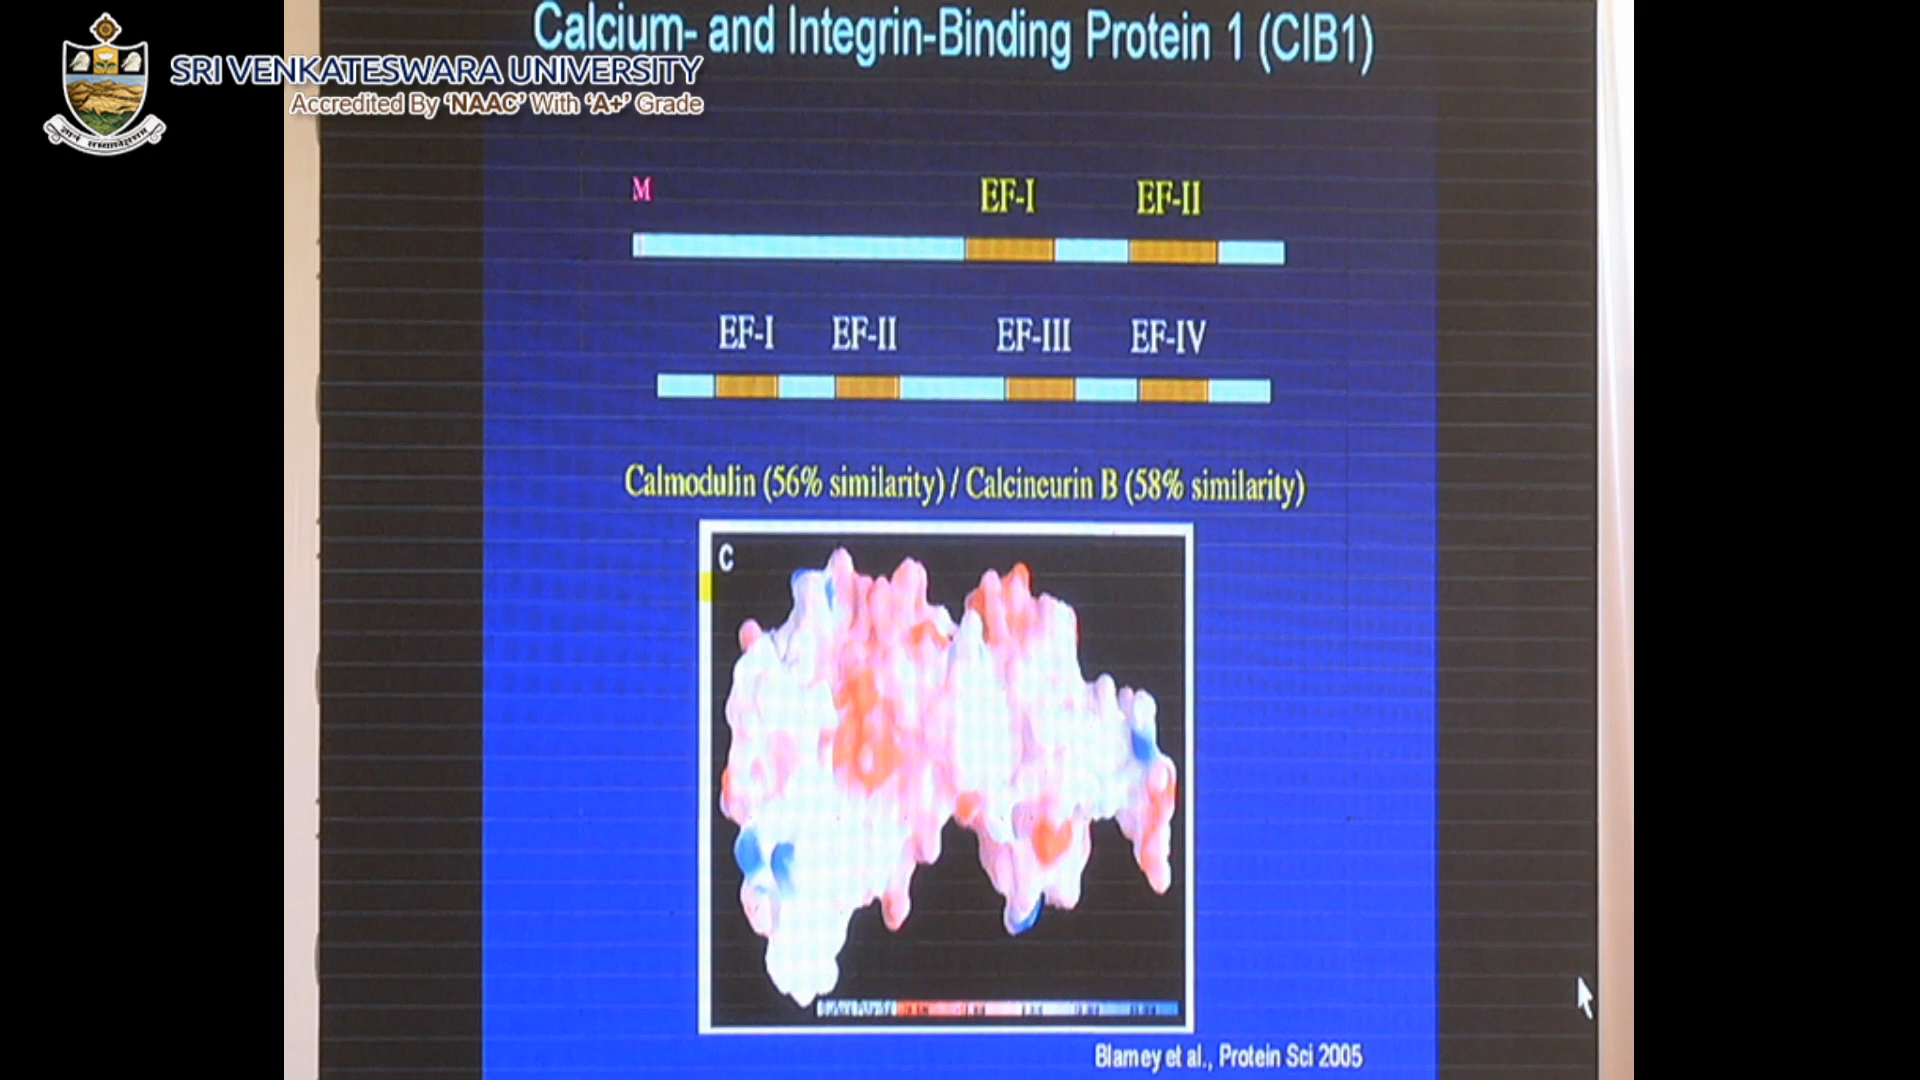 Calcium- and Integrin-Binding Protein 1 (CIB1)
SRI VENKATESWARA UNIVERSITY
Accredited By ‘NAAC’ With ‘A+’ Grade
M
EF-I EF-II
EF-I EF-II EF-III EF-IV
Calmodulin (56% similarity) / Calcineurin B (58% similarity)
C
Blamey et al., Protein Sci 2005